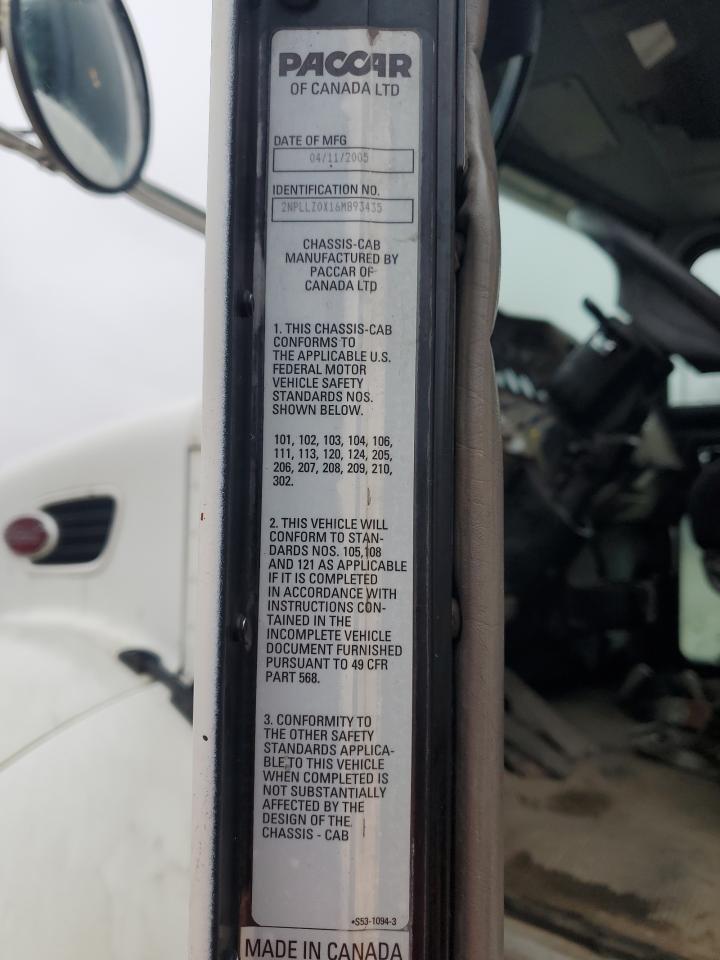 PACCAR
OF CANADA LTD
DATE OF MFG
04/11/2005
IDENTIFICATION NO.
2NPLLZ0X16M893435
CHASSIS-CAB
MANUFACTURED BY
PACCAR OF
CANADA LTD
1. THIS CHASSIS-CAB
CONFORMS TO
THE APPLICABLE U.S.
FEDERAL MOTOR
VEHICLE SAFETY
STANDARDS NOS.
SHOWN BELOW.
101, 102, 103, 104, 106,
111, 113, 120, 124, 205,
206, 207, 208, 209, 210,
302.
2. THIS VEHICLE WILL
CONFORM TO STAN-
DARDS NOS. 105,108
AND 121 AS APPLICABLE
IF IT IS COMPLETED
IN ACCORDANCE WITH
INSTRUCTIONS CON-
TAINED IN THE
INCOMPLETE VEHICLE
DOCUMENT FURNISHED
PURSUANT TO 49 CFR
PART 568.
3. CONFORMITY TO
THE OTHER SAFETY
STANDARDS APPLICA-
BLE TO THIS VEHICLE
WHEN COMPLETED IS
NOT SUBSTANTIALLY
AFFECTED BY THE
DESIGN OF THE
CHASSIS - CAB
•S53-1094-3
MADE IN CANADA